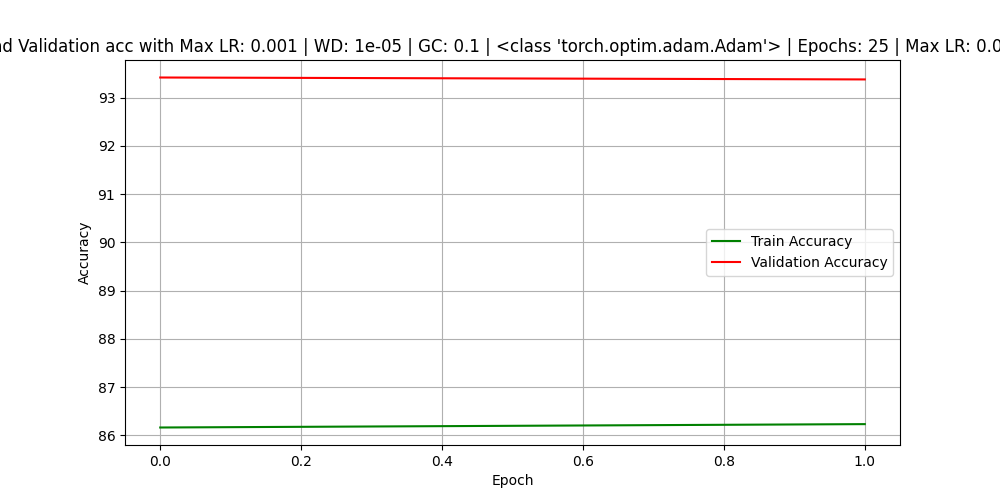 nd Validation acc with Max LR: 0.001 | WD: 1e-05 | GC: 0.1 | <class 'torch.optim.adam.Adam'> | Epochs: 25 | Max LR: 0.0
93
92
91
90
89
88
87
86
Accuracy
Train Accuracy
Validation Accuracy
0.0 0.2 0.4 0.6 0.8 1.0
Epoch